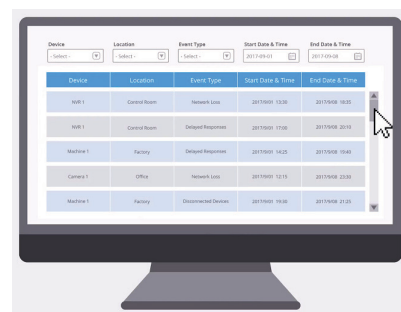 Device Location Event Type Start Date & Time End Date & Time
- Select - - Select - - Select - 2017-09-01 2017-09-08
Device Location Event Type Start Date & Time End Date & Time
NVR 1 Control Room Network Loss 2017/9/01 13:20 2017/9/08 18:35
NVR 1 Control Room Delayed Responses 2017/9/01 17:00 2017/9/08 20:10
Machine 1 Factory Delayed Responses 2017/9/01 14:25 2017/9/08 19:40
Camera 1 Office Network Loss 2017/9/01 12:15 2017/9/08 23:30
Machine 1 Factory Disconnected Devices 2017/9/01 19:30 2017/9/08 21:25